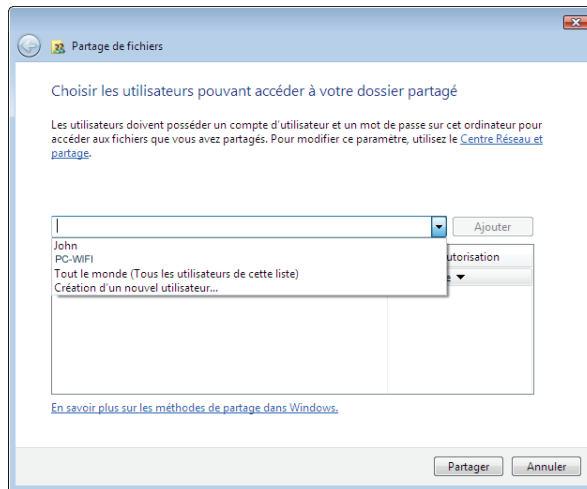 Partage de fichiers
Choisir les utilisateurs pouvant accéder à votre dossier partagé
Les utilisateurs doivent posséder un compte d'utilisateur et un mot de passe sur cet ordinateur pour
accéder aux fichiers que vous avez partagés. Pour modifier ce paramètre, utilisez le Centre Réseau et
partage.
Ajouter
John
PC-WIFI
utorisation
Tout le monde (Tous les utilisateurs de cette liste)
e
Création d'un nouvel utilisateur...
En savoir plus sur les méthodes de partage dans Windows.
Partager Annuler